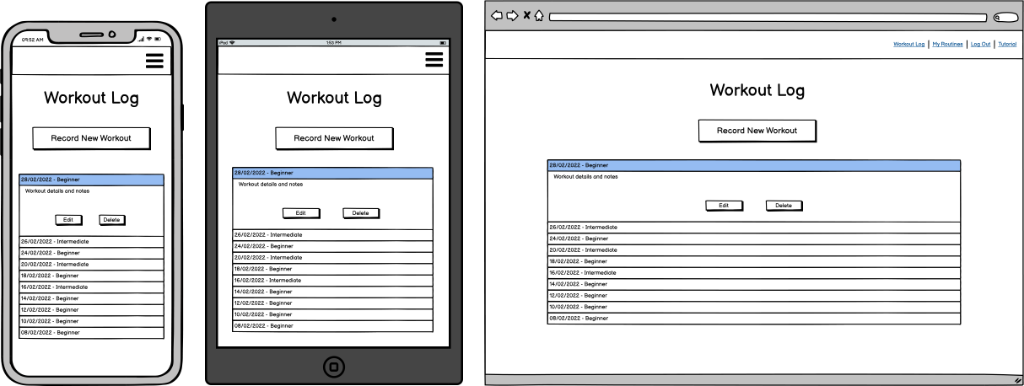 09:52 AM
Workout Log
Record New Workout
28/02/2022 - Beginner
Workout details and notes
Edit Delete
26/02/2022 - Intermediate
24/02/2022 - Beginner
20/02/2022 - Intermediate
18/02/2022 - Beginner
16/02/2022 - Intermediate
14/02/2022 - Beginner
12/02/2022 - Beginner
10/02/2022 - Beginner
08/02/2022 - Beginner
iPod
1:53 PM
Workout Log
Record New Workout
28/02/2022 - Beginner
Workout details and notes
Edit Delete
26/02/2022 - Intermediate
24/02/2022 - Beginner
20/02/2022 - Intermediate
18/02/2022 - Beginner
16/02/2022 - Intermediate
14/02/2022 - Beginner
12/02/2022 - Beginner
10/02/2022 - Beginner
08/02/2022 - Beginner
Workout Log | My Routines | Log Out | Tutorial
Workout Log
Record New Workout
28/02/2022 - Beginner
Workout details and notes
Edit Delete
26/02/2022 - Intermediate
24/02/2022 - Beginner
20/02/2022 - Intermediate
18/02/2022 - Beginner
16/02/2022 - Intermediate
14/02/2022 - Beginner
12/02/2022 - Beginner
10/02/2022 - Beginner
08/02/2022 - Beginner